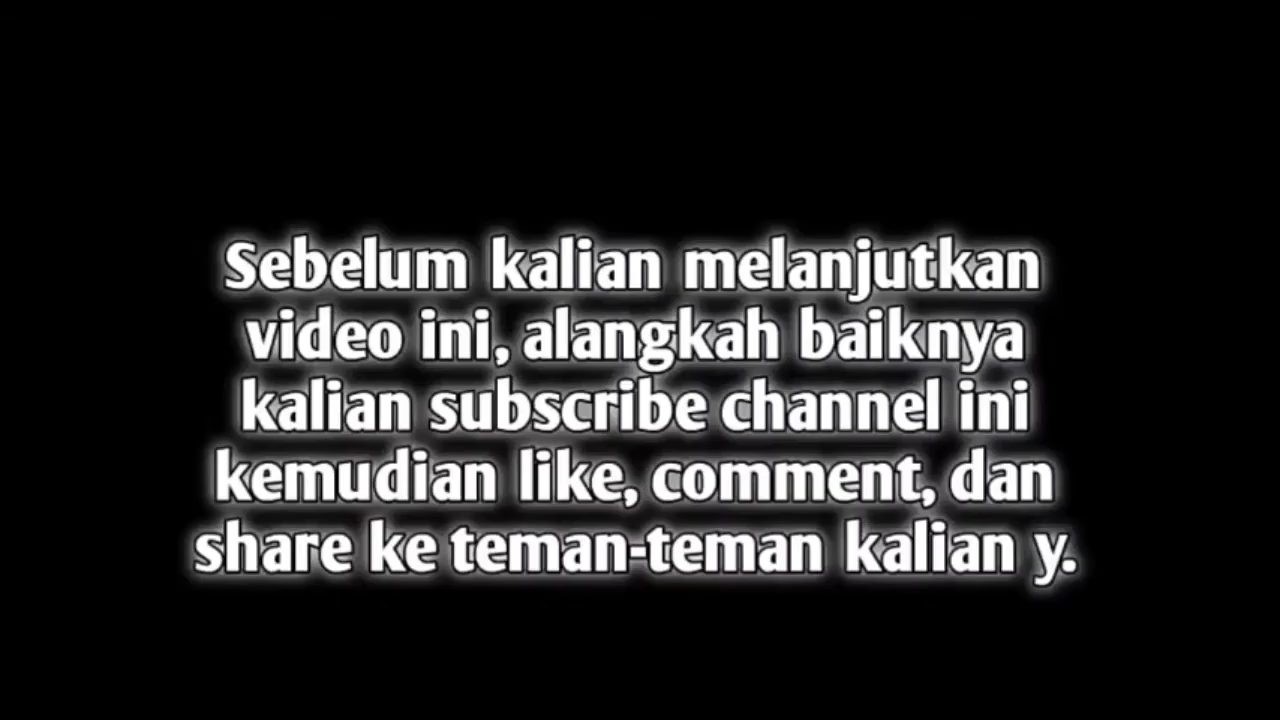 Sebelum kalian melanjutkan
video ini, alangkah baiknya
kalian subscribe channel ini
kemudian like, comment, dan
share ke teman-teman kalian y.